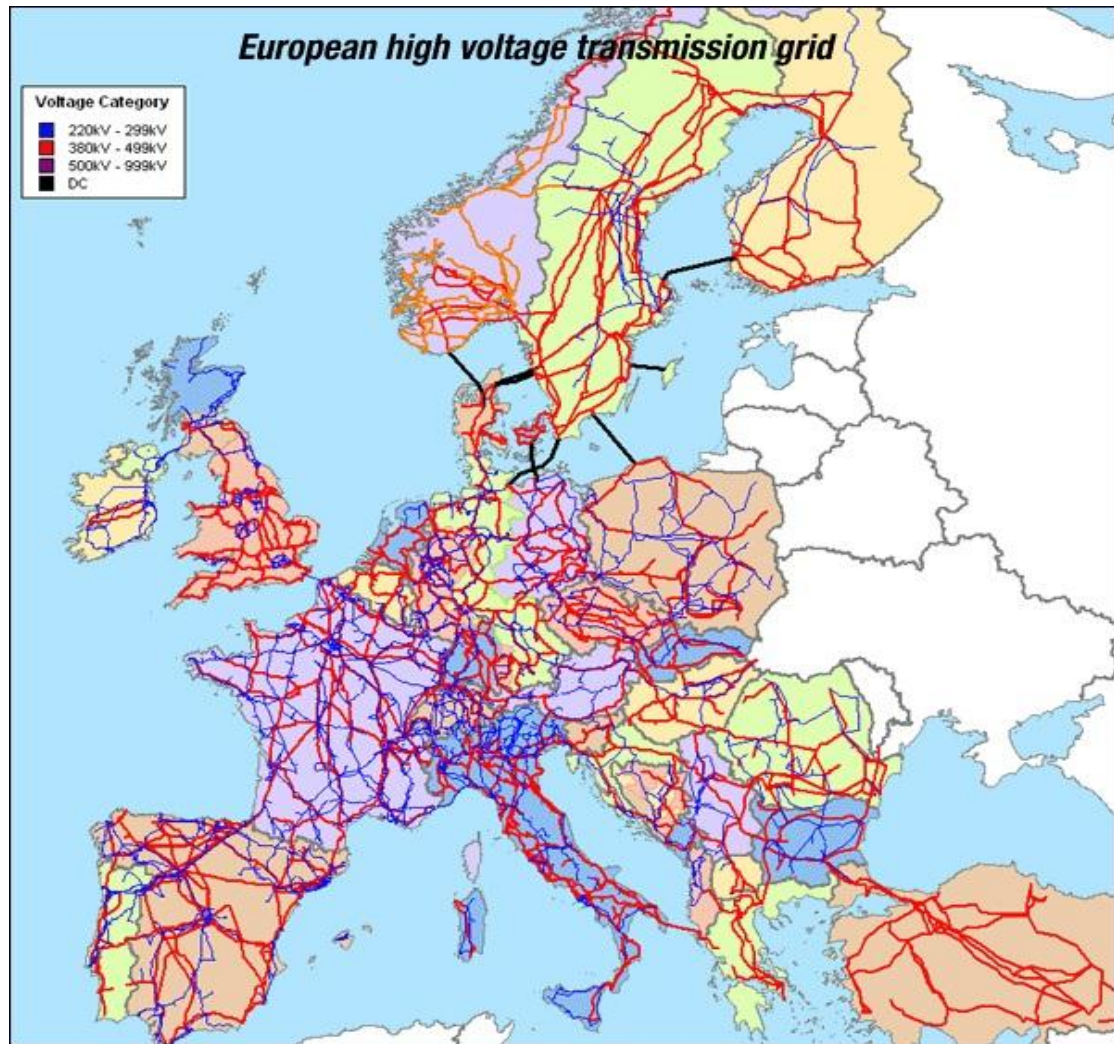 European high voltage transmission grid
Voltage Category
220kV - 299kV
380kV - 499kV
500kV - 999kV
DC